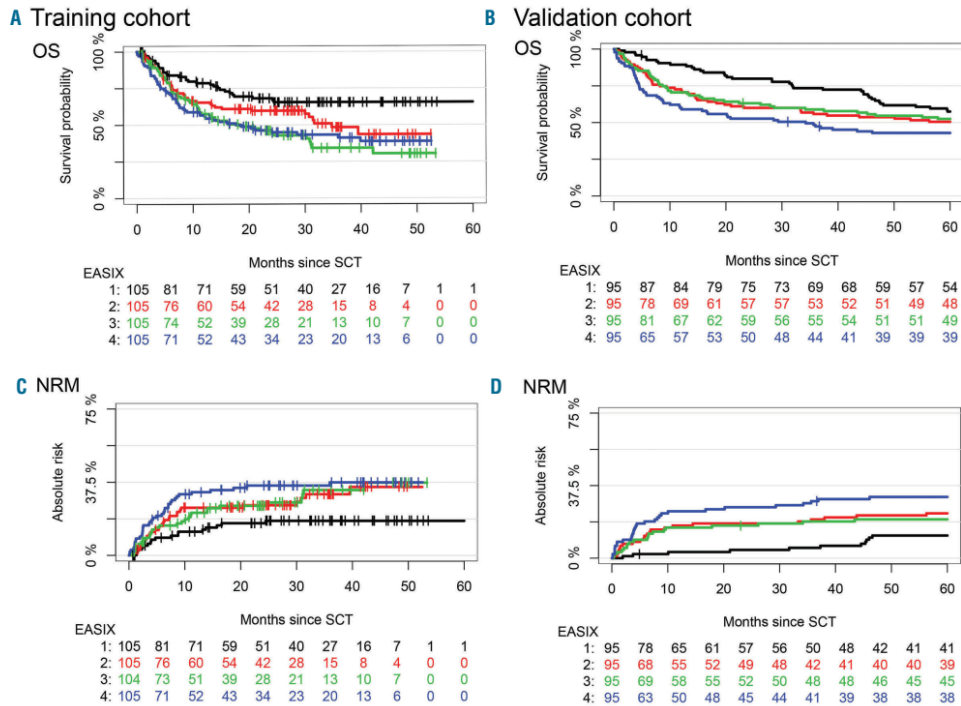 A Training cohort
OS
Survival probability
100 %
50 %
0 %
0 10 20 30 40 50 60
Months since SCT
EASIX
1: 105 81 71 59 51 40 27 16 7 1 1
2: 105 76 60 54 42 28 15 8 4 0 0
3: 105 74 52 39 28 21 13 10 7 0 0
4: 105 71 52 43 34 23 20 13 6 0 0
B Validation cohort
OS
Survival probability
100 %
50 %
0 %
0 10 20 30 40 50 60
Months since SCT
1: 95 87 84 79 75 73 69 68 59 57 54
2: 95 78 69 61 57 57 53 52 51 49 48
3: 95 81 67 62 59 56 55 54 51 51 49
4: 95 65 57 53 50 48 44 41 39 39 39
C NRM
Absolute risk
75 %
37.5 %
0 %
0 10 20 30 40 50 60
Months since SCT
EASIX
1: 105 81 71 59 51 40 27 16 7 1 1
2: 105 76 60 54 42 28 15 8 4 0 0
3: 104 73 51 39 28 21 13 10 7 0 0
4: 105 71 52 43 34 23 20 13 6 0 0
D NRM
Absolute risk
75 %
37.5 %
0 %
0 10 20 30 40 50 60
Months since SCT
1: 95 78 65 61 57 56 50 48 42 41 41
2: 95 68 55 52 49 48 42 41 40 40 39
3: 95 69 58 55 52 50 48 48 46 45 45
4: 95 63 50 48 45 44 41 39 38 38 38